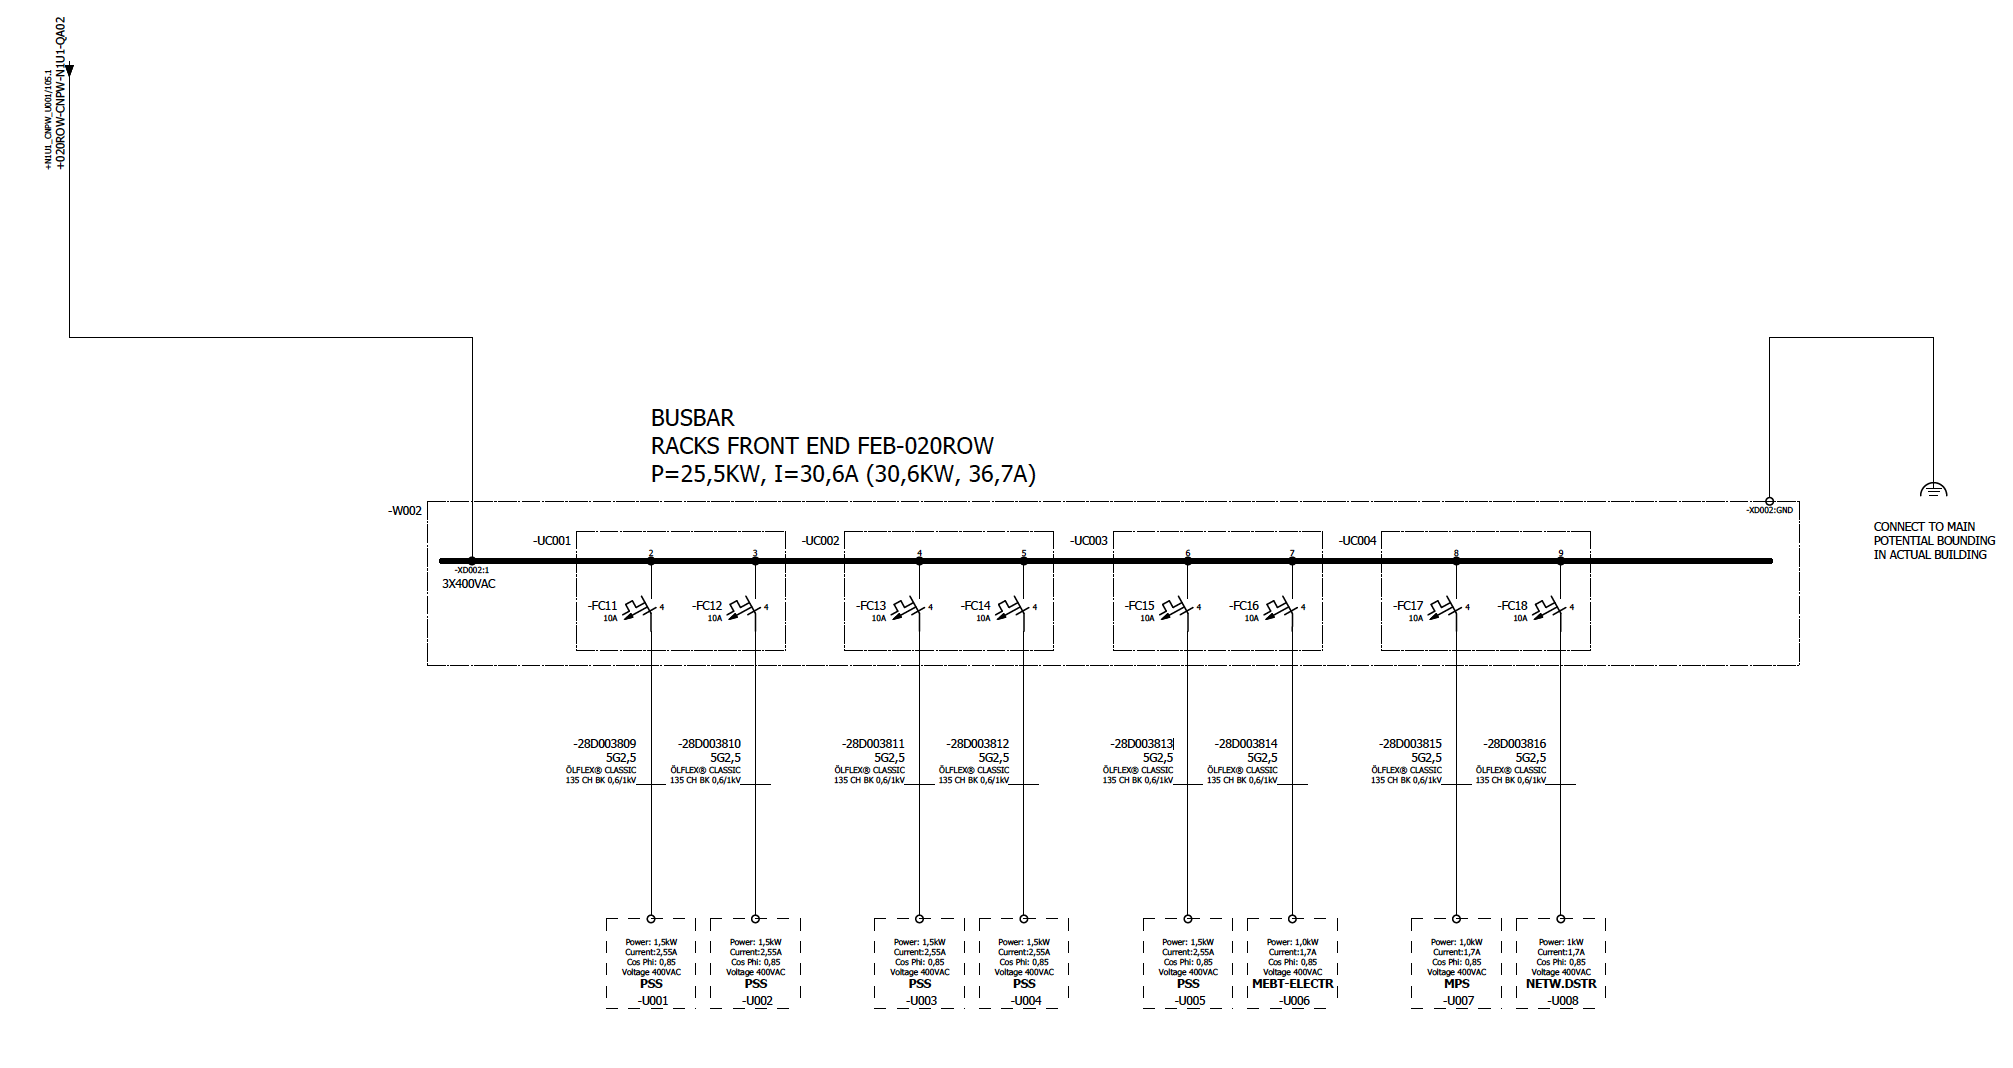 +N1U1_CNPW_U001/105.1
+020ROW-CNPW-N1U1-QA02
BUSBAR
RACKS FRONT END FEB-020ROW
P=25,5KW, I=30,6A (30,6KW, 36,7A)
-W002
-XD002:GND
CONNECT TO MAIN
POTENTIAL BOUNDING
IN ACTUAL BUILDING
-UC001
-UC002
-UC003
-UC004
2
3
4
5
6
7
8
9
-XD002:1
3X400VAC
-FC11
10A
4
-FC12
10A
4
-FC13
10A
4
-FC14
10A
4
-FC15
10A
4
-FC16
10A
4
-FC17
10A
4
-FC18
10A
4
-28D003809
5G2,5
ÖLFLEX® CLASSIC
135 CH BK 0,6/1kV
-28D003810
5G2,5
ÖLFLEX® CLASSIC
135 CH BK 0,6/1kV
-28D003811
5G2,5
ÖLFLEX® CLASSIC
135 CH BK 0,6/1kV
-28D003812
5G2,5
ÖLFLEX® CLASSIC
135 CH BK 0,6/1kV
-28D003813
5G2,5
ÖLFLEX® CLASSIC
135 CH BK 0,6/1kV
-28D003814
5G2,5
ÖLFLEX® CLASSIC
135 CH BK 0,6/1kV
-28D003815
5G2,5
ÖLFLEX® CLASSIC
135 CH BK 0,6/1kV
-28D003816
5G2,5
ÖLFLEX® CLASSIC
135 CH BK 0,6/1kV
Power: 1,5kW
Current:2,55A
Cos Phi: 0,85
Voltage 400VAC
PSS
-U001
Power: 1,5kW
Current:2,55A
Cos Phi: 0,85
Voltage 400VAC
PSS
-U002
Power: 1,5kW
Current:2,55A
Cos Phi: 0,85
Voltage 400VAC
PSS
-U003
Power: 1,5kW
Current:2,55A
Cos Phi: 0,85
Voltage 400VAC
PSS
-U004
Power: 1,5kW
Current:2,55A
Cos Phi: 0,85
Voltage 400VAC
PSS
-U005
Power: 1,0kW
Current:1,7A
Cos Phi: 0,85
Voltage 400VAC
MEBT-ELECTR
-U006
Power: 1,0kW
Current:1,7A
Cos Phi: 0,85
Voltage 400VAC
MPS
-U007
Power: 1kW
Current:1,7A
Cos Phi: 0,85
Voltage 400VAC
NETW.DSTR
-U008